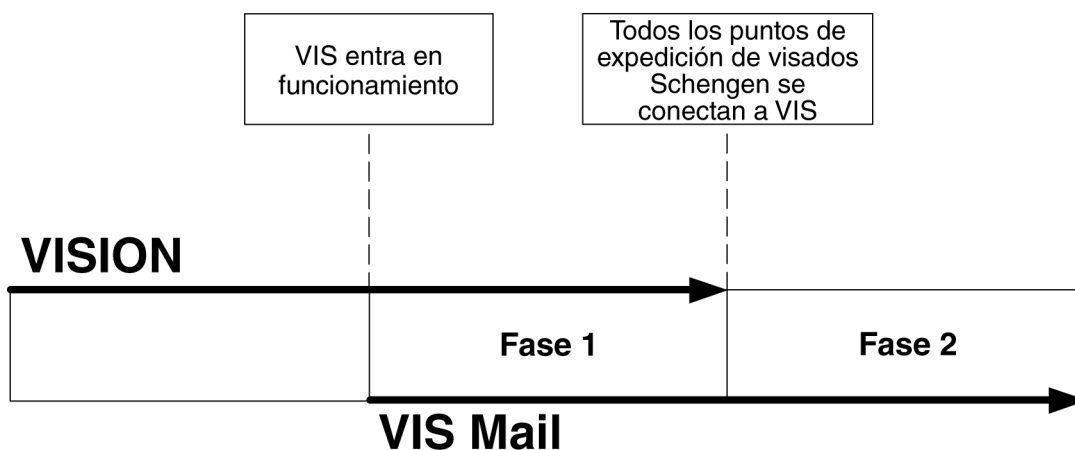 VIS entra en
funcionamiento
Todos los puntos de
expedición de visados
Schengen se
conectan a VIS
VISION
Fase 1
Fase 2
VIS Mail